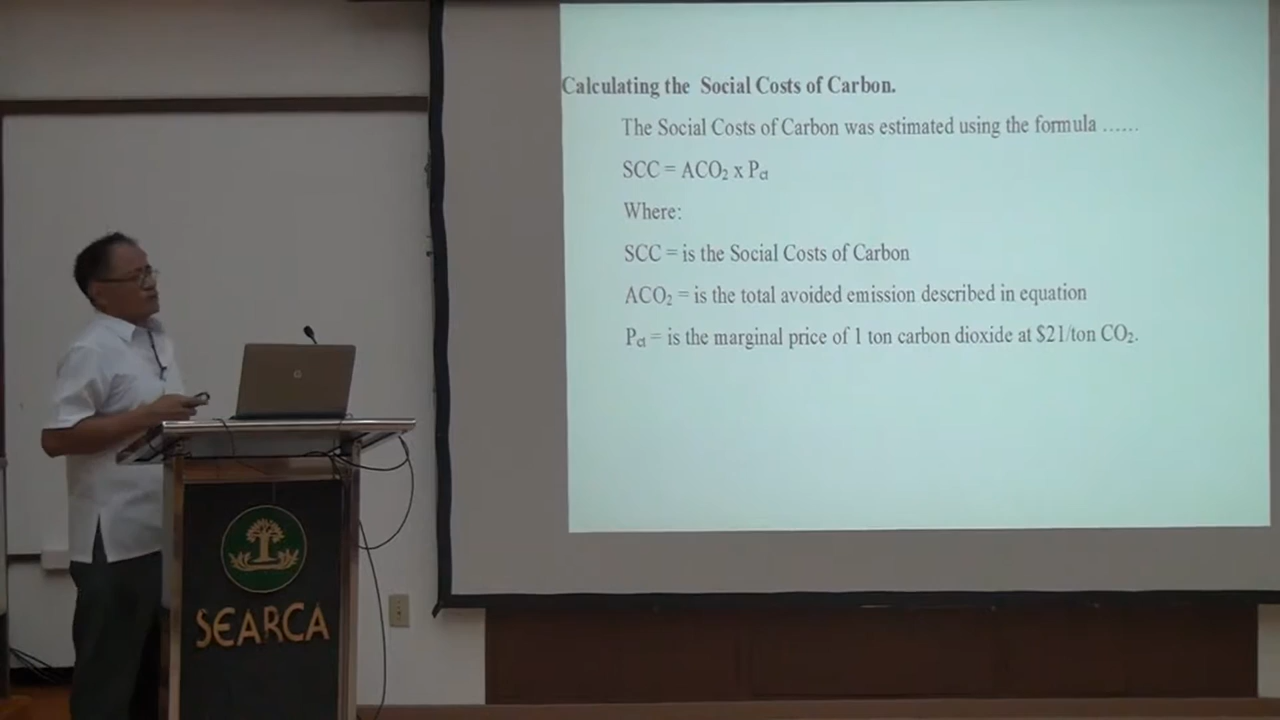 Calculating the Social Costs of Carbon.
The Social Costs of Carbon was estimated using the formula ......
SCC = ACO₂ x Pct
Where:
SCC = is the Social Costs of Carbon
ACO₂ = is the total avoided emission described in equation
Pct = is the marginal price of 1 ton carbon dioxide at $21/ton CO₂.
SEARCA